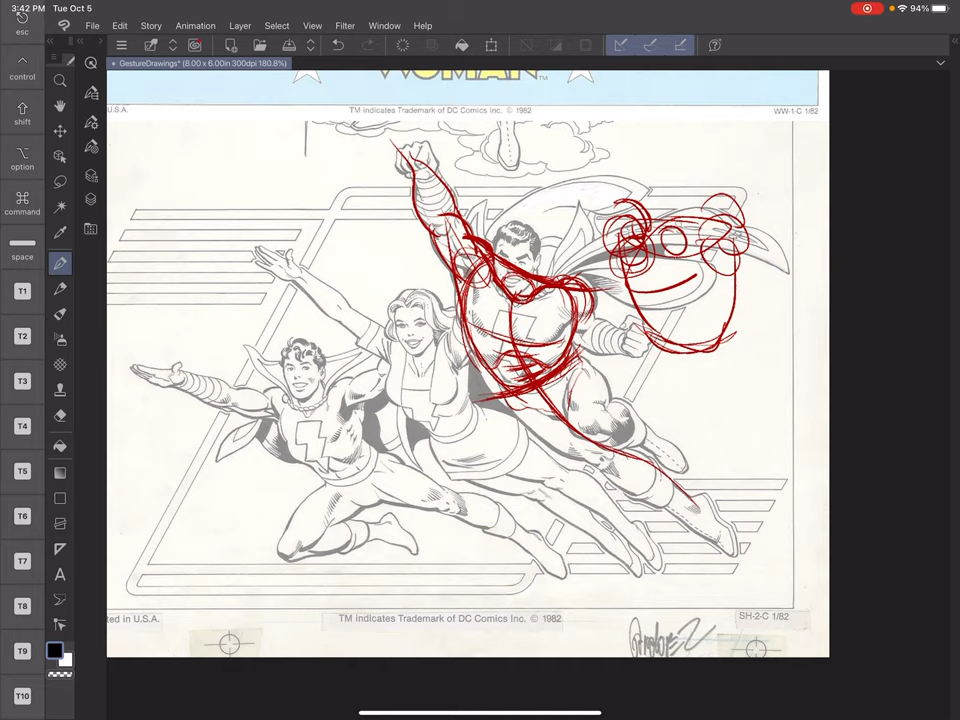 3:42 PM Tue Oct 5
94%
esc
control
shift
option
command
space
T1
T2
T3
T4
T5
T6
T7
T8
T9
T10
File Edit Story Animation Layer Select View Filter Window Help
GestureDrawings* (8.00 x 6.00in 300dpi 180.8%)
WOMAN TM
U.S.A. TM indicates Trademark of DC Comics Inc. © 1982 WW-1-C 1/82
ted in U.S.A. TM indicates Trademark of DC Comics Inc. © 1982 SH-2-C 1/82